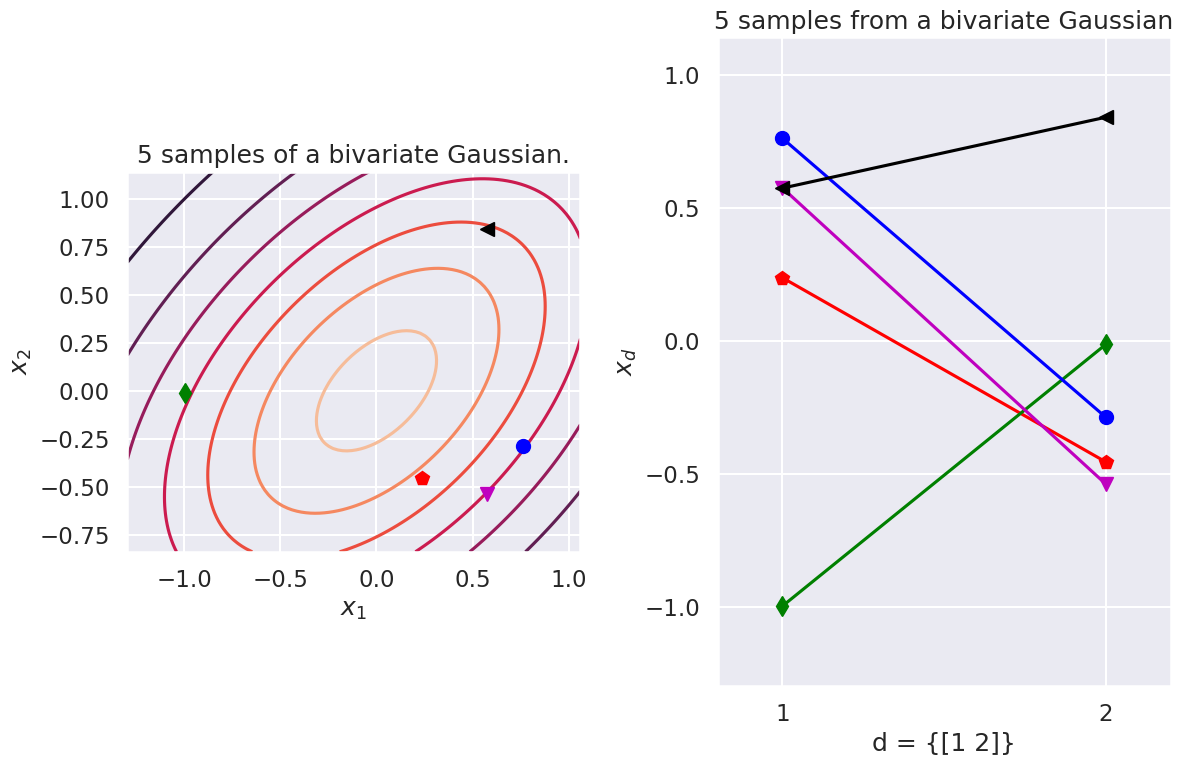 5 samples of a bivariate Gaussian.
1.00
0.75
0.50
0.25
0.00
−0.25
−0.50
−0.75
x₂
−1.0 −0.5 0.0 0.5 1.0
x₁
5 samples from a bivariate Gaussian
1.0
0.5
0.0
−0.5
−1.0
x_d
1 2
d = {[1 2]}